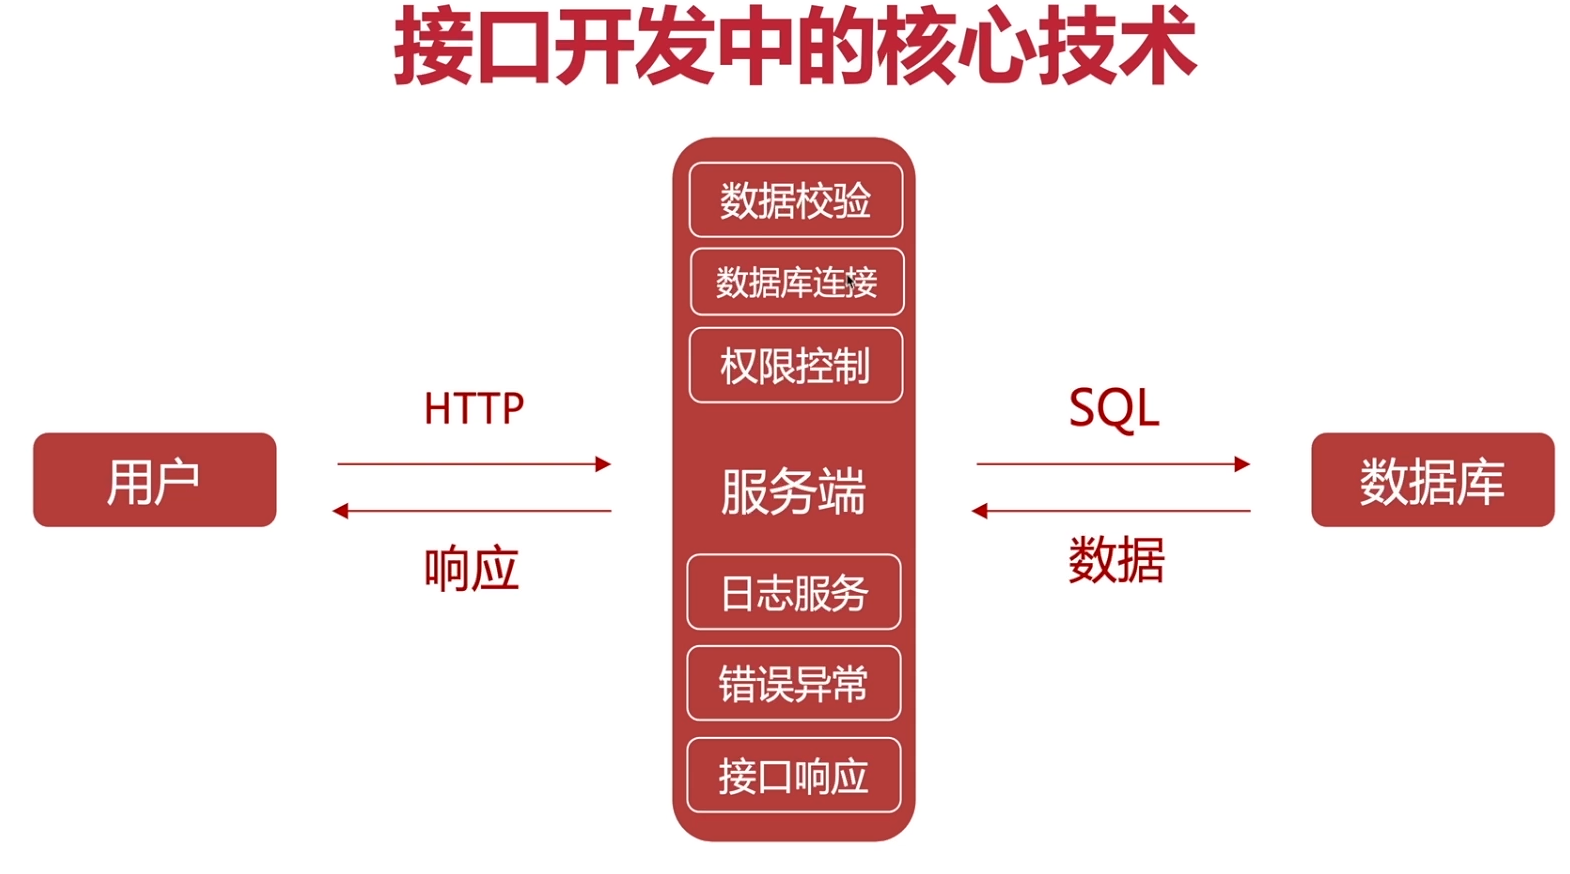 接口开发中的核心技术
数据校验
数据库连接
权限控制
HTTP
SQL
用户
服务端
数据库
响应
数据
日志服务
错误异常
接口响应